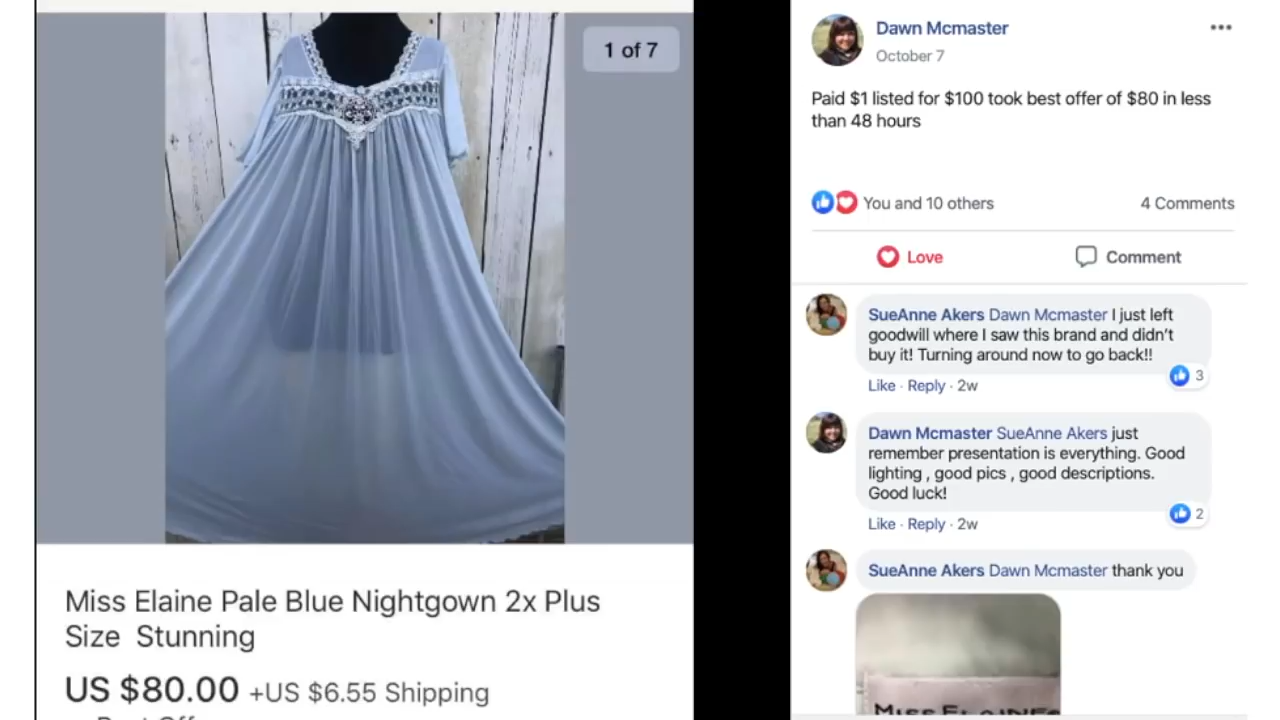 1 of 7
Miss Elaine Pale Blue Nightgown 2x Plus
Size Stunning
US $80.00 +US $6.55 Shipping
Dawn Mcmaster
October 7
Paid $1 listed for $100 took best offer of $80 in less
than 48 hours
You and 10 others
4 Comments
Love
Comment
SueAnne Akers Dawn Mcmaster I just left
goodwill where I saw this brand and didn't
buy it! Turning around now to go back!!
3
Like · Reply · 2w
Dawn Mcmaster SueAnne Akers just
remember presentation is everything. Good
lighting , good pics , good descriptions.
Good luck!
2
Like · Reply · 2w
SueAnne Akers Dawn Mcmaster thank you